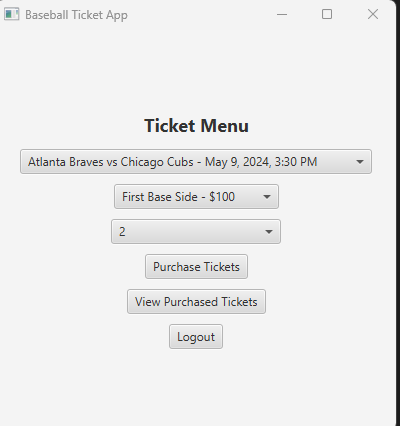 Baseball Ticket App
Ticket Menu
Atlanta Braves vs Chicago Cubs - May 9, 2024, 3:30 PM
First Base Side - $100
2
Purchase Tickets
View Purchased Tickets
Logout